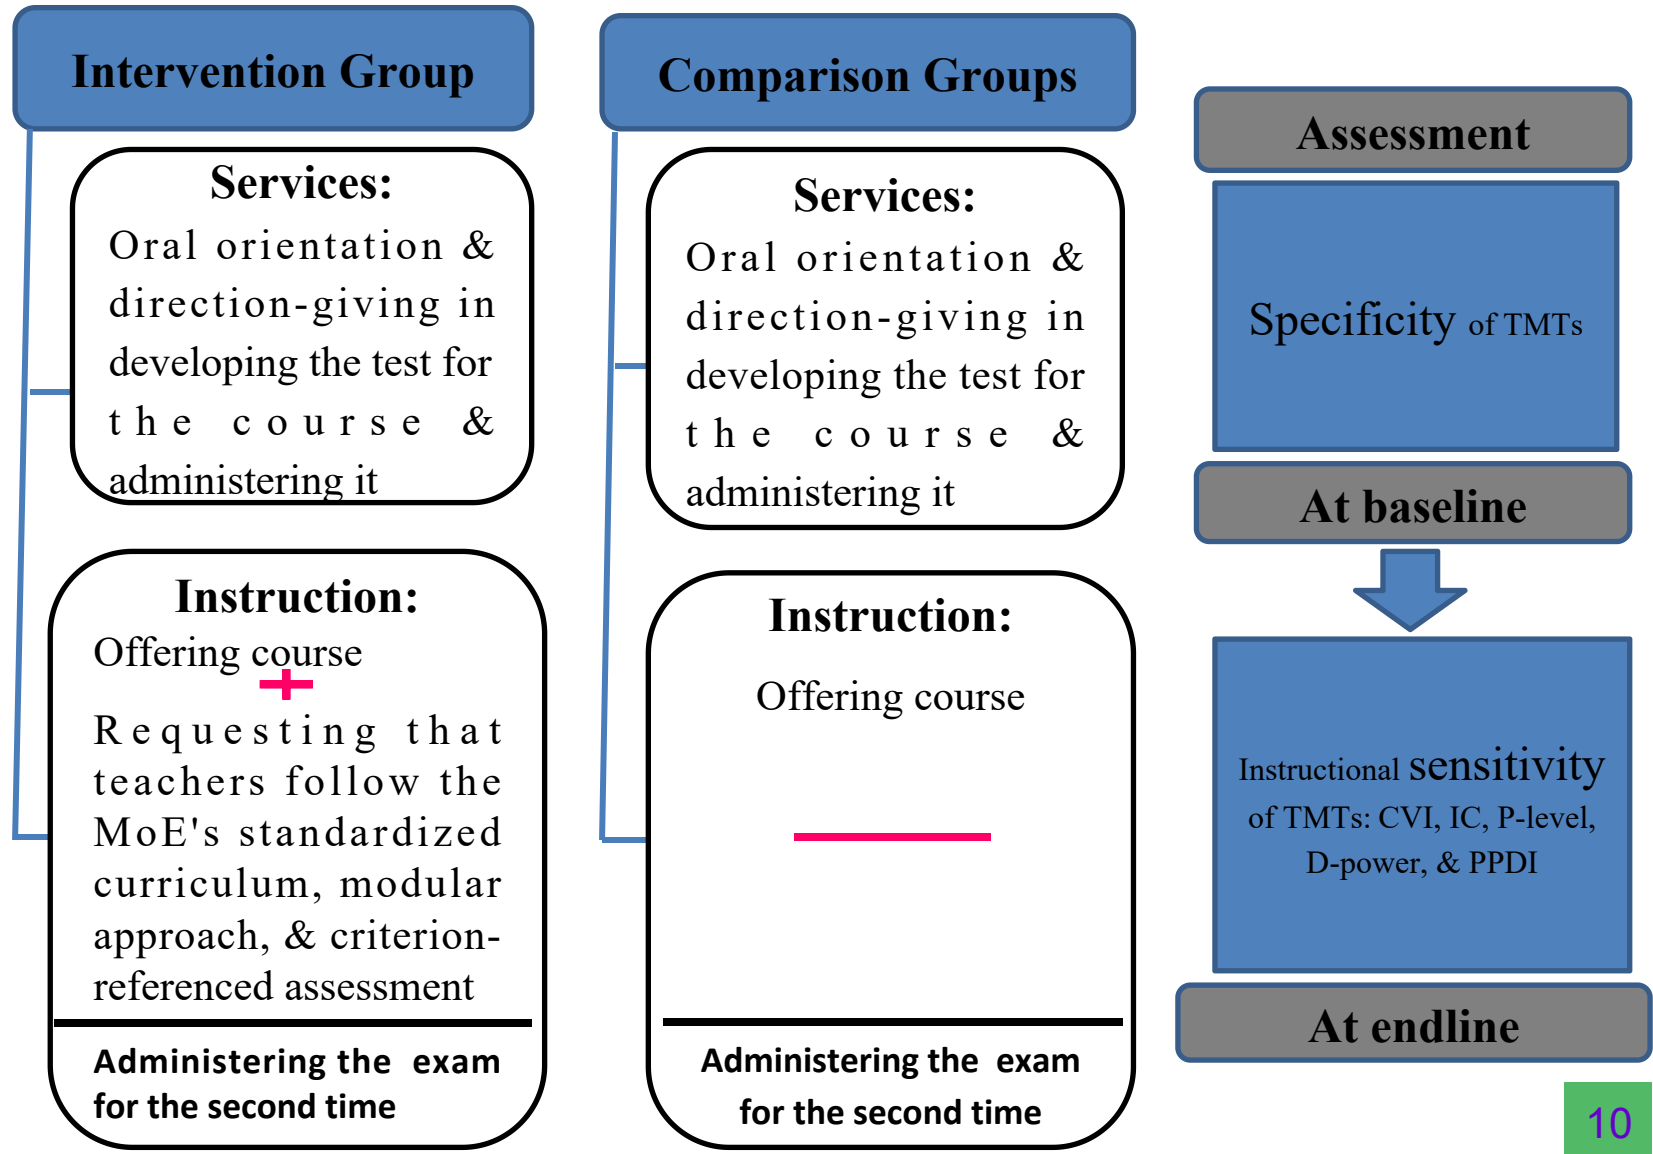 Intervention Group
Services:
Oral orientation &
direction-giving in
developing the test for
the course &
administering it
Instruction:
Offering course
Requesting that
teachers follow the
MoE's standardized
curriculum, modular
approach, & criterion-
referenced assessment
Administering the exam
for the second time
Comparison Groups
Services:
Oral orientation &
direction-giving in
developing the test for
the course &
administering it
Instruction:
Offering course
Administering the exam
for the second time
Assessment
Specificity of TMTs
At baseline
Instructional sensitivity
of TMTs: CVI, IC, P-level,
D-power, & PPDI
At endline
10